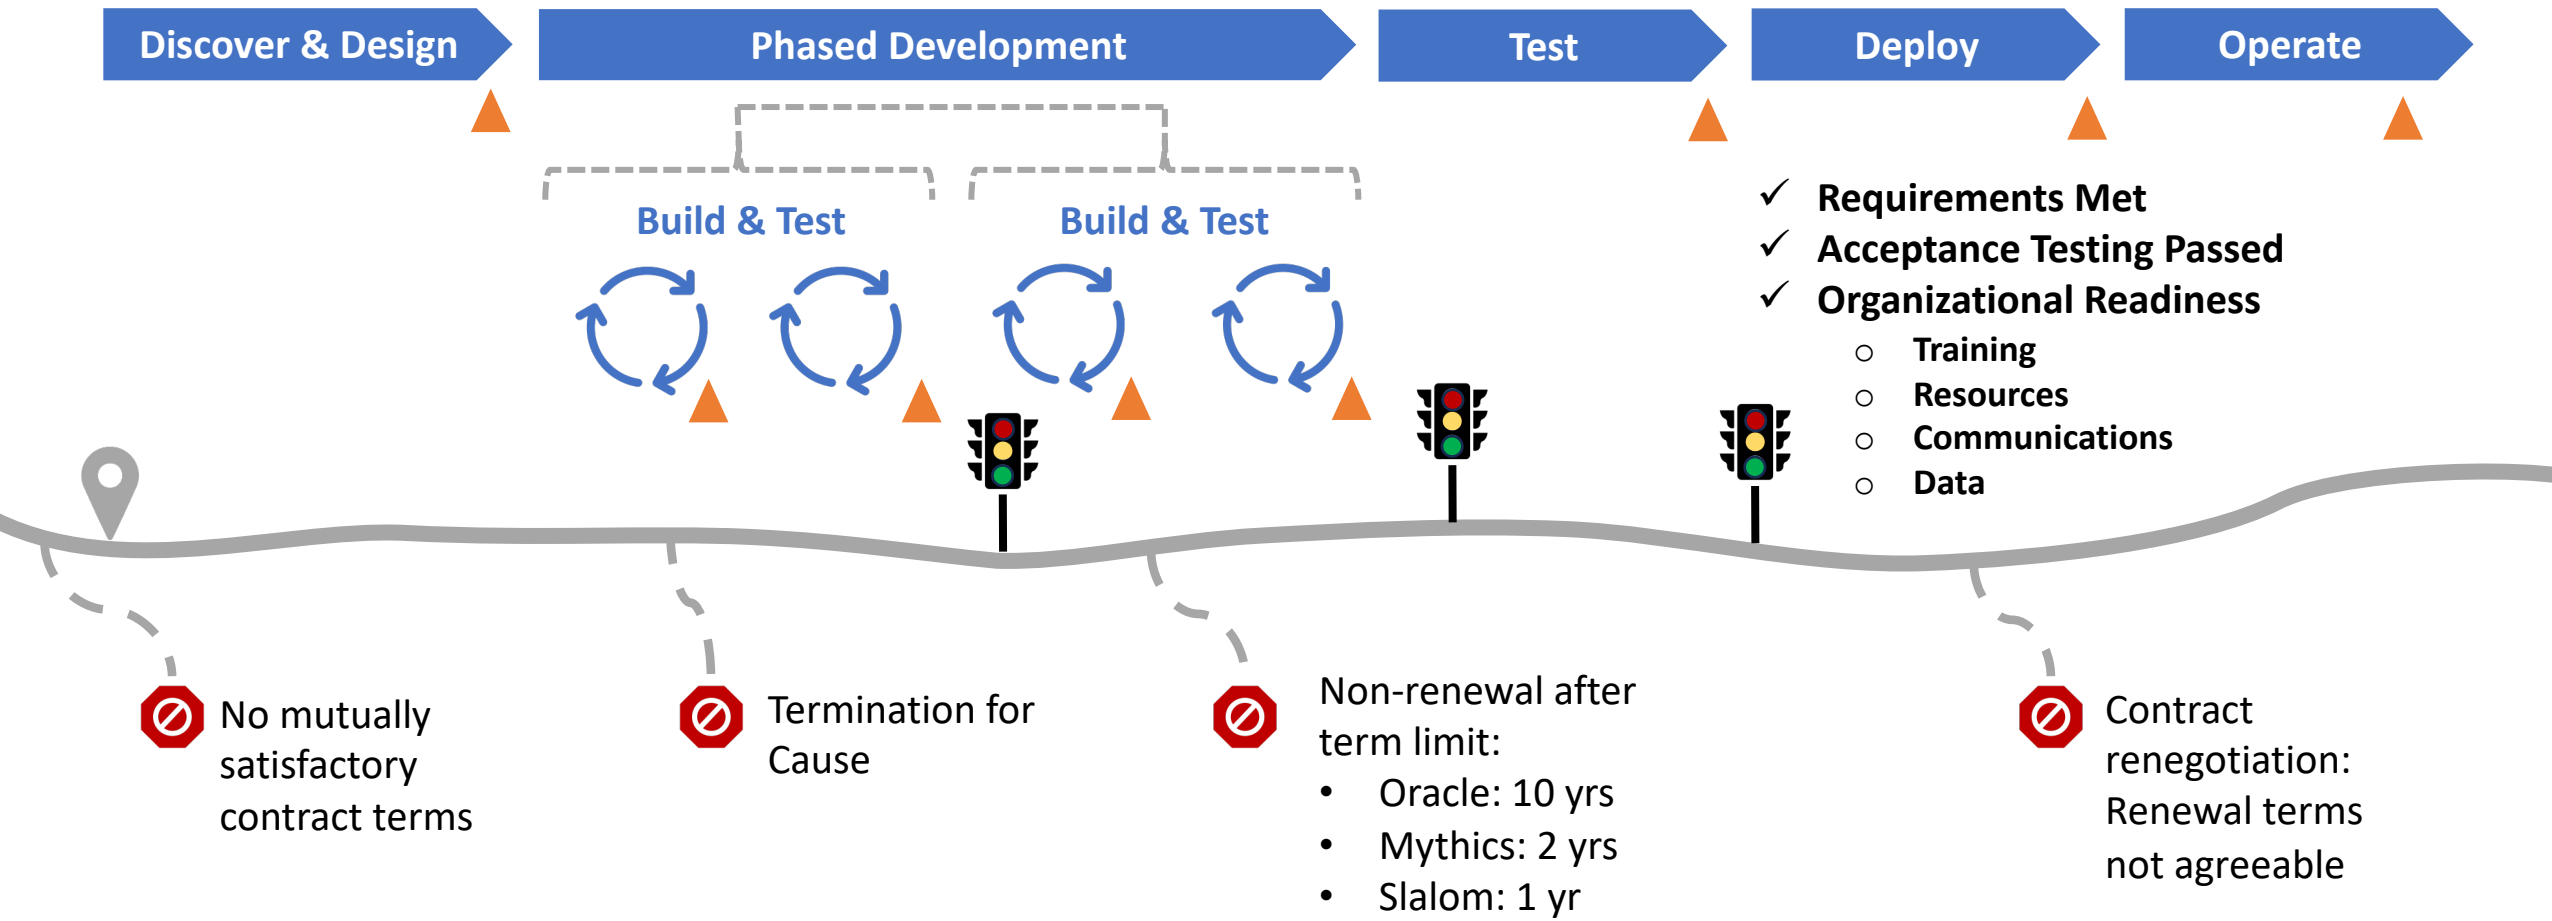 Discover & Design
Phased Development
Test
Deploy
Operate
Build & Test
Build & Test
✓ Requirements Met
✓ Acceptance Testing Passed
✓ Organizational Readiness
o Training
o Resources
o Communications
o Data
No mutually
satisfactory
contract terms
Termination for
Cause
Non-renewal after
term limit:
• Oracle: 10 yrs
• Mythics: 2 yrs
• Slalom: 1 yr
Contract
renegotiation:
Renewal terms
not agreeable